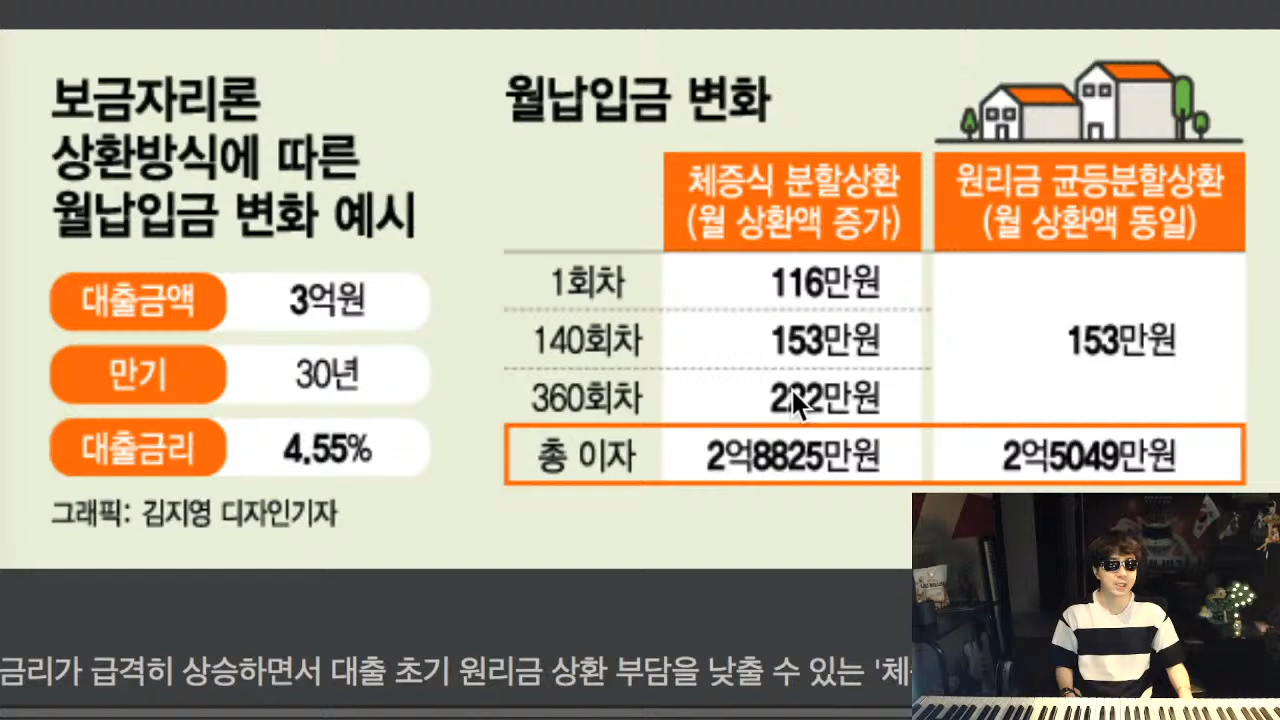 보금자리론
상환방식에 따른
월납입금 변화 예시
대출금액 3억원
만기 30년
대출금리 4.55%
그래픽: 김지영 디자인기자
월납입금 변화
체증식 분할상환
(월 상환액 증가)
원리금 균등분할상환
(월 상환액 동일)
1회차 116만원
140회차 153만원 153만원
360회차 만원
총 이자 2억8825만원 2억5049만원
금리가 급격히 상승하면서 대출 초기 원리금 상환 부담을 낮출 수 있는 '체